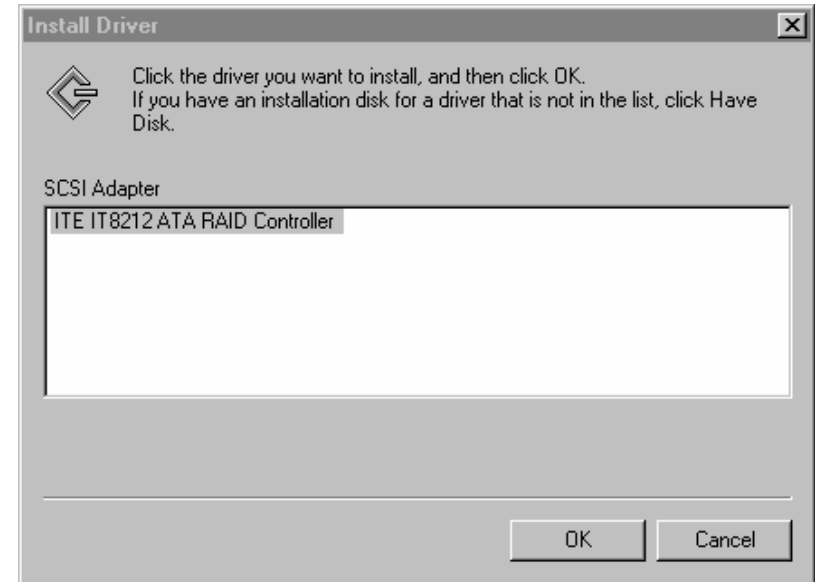 Install Driver
Click the driver you want to install, and then click OK.
If you have an installation disk for a driver that is not in the list, click Have
Disk.
SCSI Adapter
ITE IT8212 ATA RAID Controller
OK
Cancel